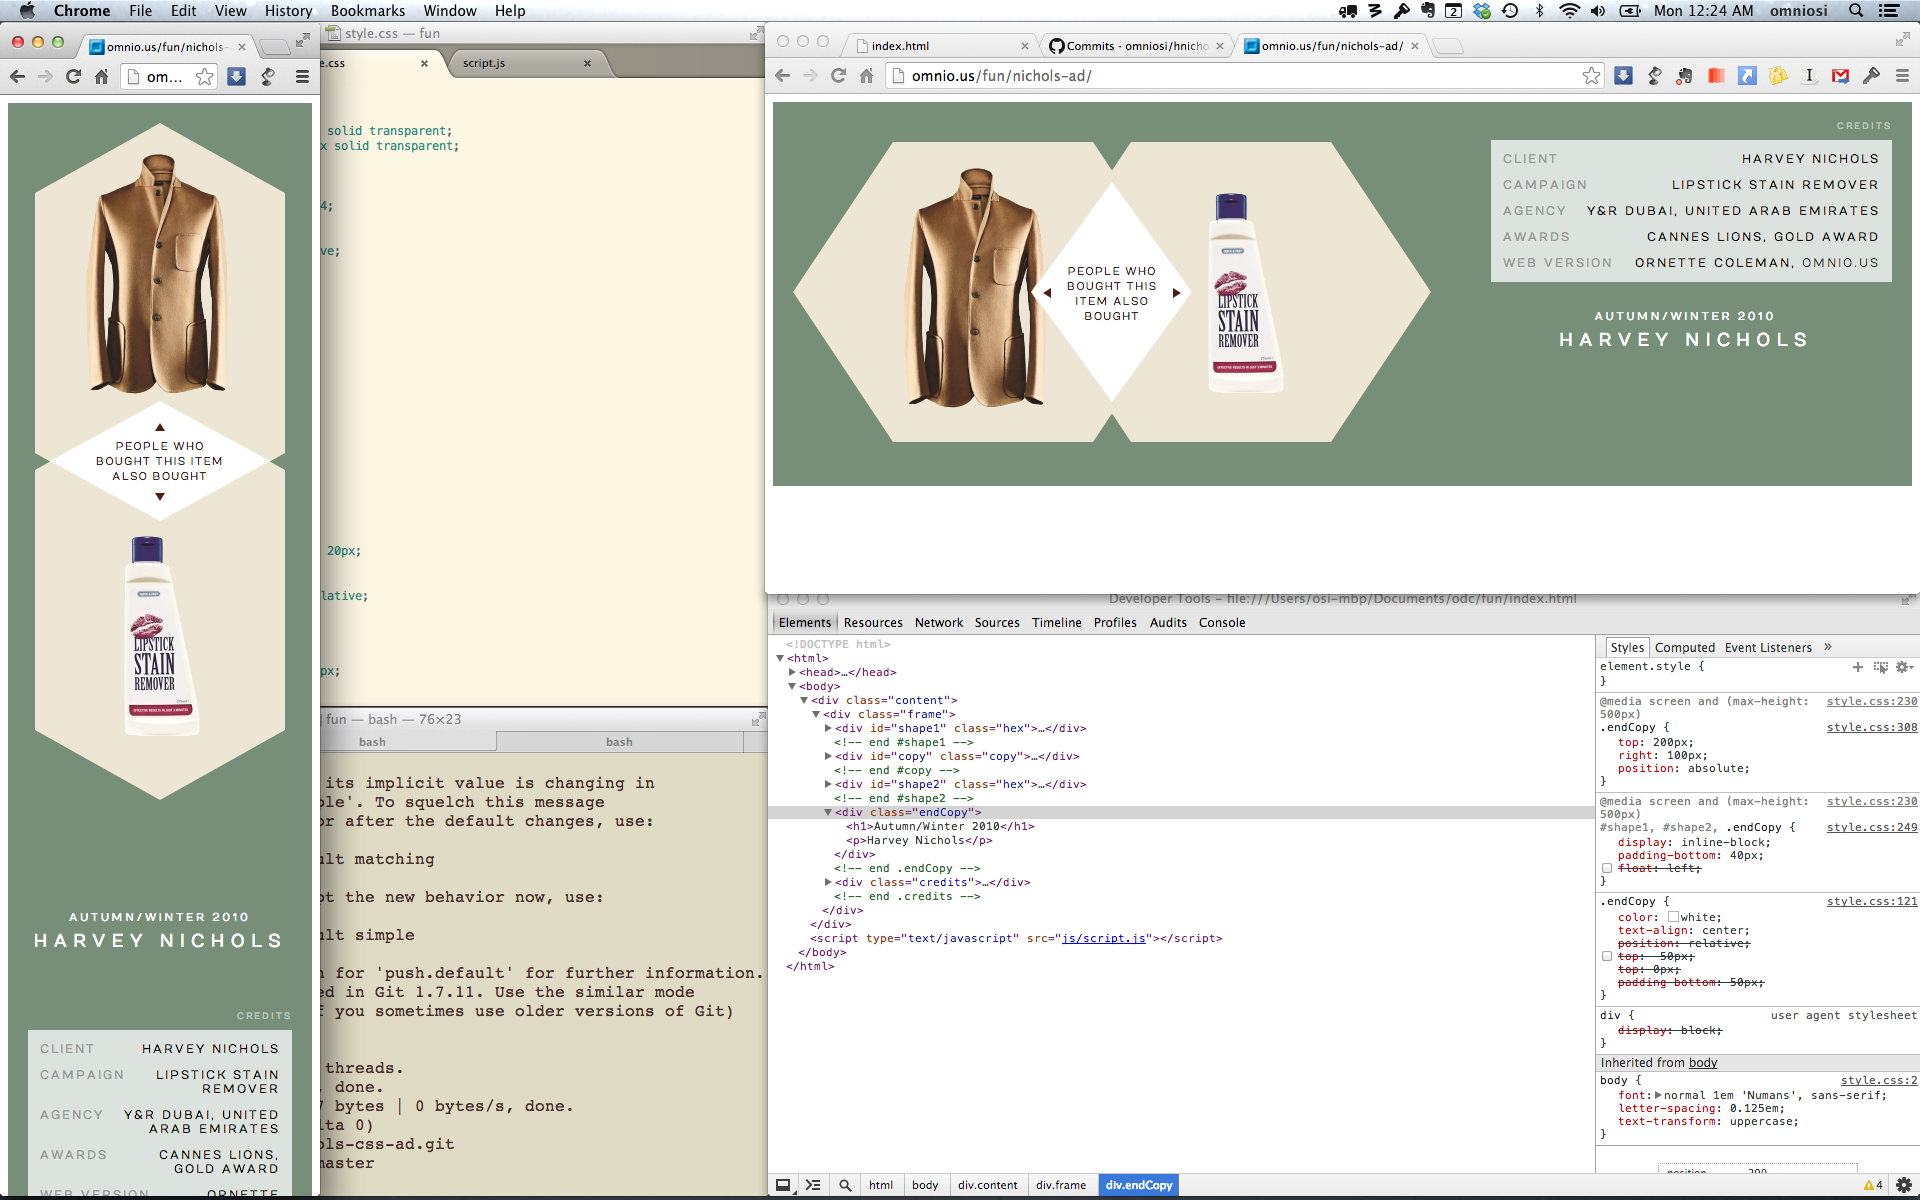 Chrome File Edit View History Bookmarks Window Help
2
Mon 12:24 AM omniosi
omnio.us/fun/nichols-
om...
PEOPLE WHO
BOUGHT THIS ITEM
ALSO BOUGHT
LIPSTICK
STAIN
REMOVER
AUTUMN/WINTER 2010
HARVEY NICHOLS
CREDITS
CLIENT HARVEY NICHOLS
CAMPAIGN LIPSTICK STAIN
REMOVER
AGENCY Y&R DUBAI, UNITED
ARAB EMIRATES
AWARDS CANNES LIONS,
GOLD AWARD
WEB VERSION ORNETTE
style.css — fun
e.css script.js
solid transparent;
x solid transparent;
4;
ve;
20px;
lative;
px;
fun — bash — 76×23
bash bash
its implicit value is changing in
ple'. To squelch this message
or after the default changes, use:
ult matching
pt the new behavior now, use:
ult simple
n for 'push.default' for further information.
ed in Git 1.7.11. Use the similar mode
f you sometimes use older versions of Git)
threads.
, done.
7 bytes | 0 bytes/s, done.
lta 0)
ols-css-ad.git
master
index.html Commits · omniosi/hnicho omnio.us/fun/nichols-ad/
omnio.us/fun/nichols-ad/
PEOPLE WHO
BOUGHT THIS
ITEM ALSO
BOUGHT
LIPSTICK
STAIN
REMOVER
CREDITS
CLIENT HARVEY NICHOLS
CAMPAIGN LIPSTICK STAIN REMOVER
AGENCY Y&R DUBAI, UNITED ARAB EMIRATES
AWARDS CANNES LIONS, GOLD AWARD
WEB VERSION ORNETTE COLEMAN, OMNIO.US
AUTUMN/WINTER 2010
HARVEY NICHOLS
Developer Tools - file:///Users/osi-mbp/Documents/odc/fun/index.html
Elements Resources Network Sources Timeline Profiles Audits Console
<!DOCTYPE html>
<html>
<head>…</head>
<body>
<div class="content">
<div class="frame">
<div id="shape1" class="hex">…</div>
<!-- end #shape1 -->
<div id="copy" class="copy">…</div>
<!-- end #copy -->
<div id="shape2" class="hex">…</div>
<!-- end #shape2 -->
<div class="endCopy">
<h1>Autumn/Winter 2010</h1>
<p>Harvey Nichols</p>
</div>
<!-- end .endCopy -->
<div class="credits">…</div>
<!-- end .credits -->
</div>
</div>
<script type="text/javascript" src="js/script.js"></script>
</body>
</html>
html body div.content div.frame div.endCopy
Styles Computed Event Listeners »
element.style {
}
@media screen and (max-height: style.css:230
500px)
.endCopy { style.css:308
top: 200px;
right: 100px;
position: absolute;
}
@media screen and (max-height: style.css:230
500px)
#shape1, #shape2, .endCopy { style.css:249
display: inline-block;
padding-bottom: 40px;
float: left;
}
.endCopy { style.css:121
color: white;
text-align: center;
position: relative;
top: -50px;
top: 0px;
padding-bottom: 50px;
}
div { user agent stylesheet
display: block;
}
Inherited from body
body { style.css:2
font: normal 1em 'Numans', sans-serif;
letter-spacing: 0.125em;
text-transform: uppercase;
}
position 200
4